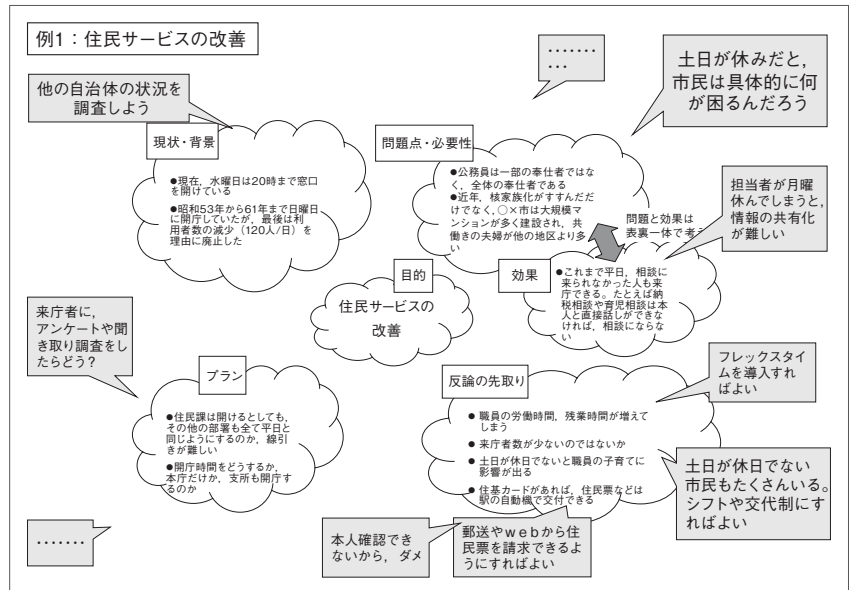 例1：住民サービスの改善
‥‥‥‥
‥‥
土日が休みだと，
市民は具体的に何
が困るんだろう
他の自治体の状況を
調査しよう
現状・背景
●現在，水曜日は20時まで窓口
を開けている
●昭和53年から61年まで日曜日
に開庁していたが，最後は利
用者数の減少（120人/日）を
理由に廃止した
問題点・必要性
●公務員は一部の奉仕者ではな
く，全体の奉仕者である
●近年，核家族化がすすんだだ
けでなく，○×市は大規模マ
ンションが多く建設され，共
働きの夫婦が他の地区より多
い
問題と効果は
表裏一体で考
担当者が月曜
休んでしまうと，
情報の共有化
が難しい
目的
住民サービスの
改善
効果
●これまで平日，相談に
来られなかった人も来
庁できる。たとえば納
税相談や育児相談は本
人と直接話しができな
ければ，相談にならな
い
来庁者に，
アンケートや聞
き取り調査をし
たらどう？
プラン
●住民課は開けるとしても，
その他の部署も全て平日と
同じようにするのか，線引
きが難しい
●開庁時間をどうするか，
本庁だけか，支所も開庁す
るのか
反論の先取り
● 職員の労働時間，残業時間が増えて
しまう
● 来庁者数が少ないのではないか
● 土日が休日でないと職員の子育てに
影響が出る
● 住基カードがあれば，住民票などは
駅の自動機で交付できる
フレックスタイ
ムを導入すれ
ばよい
土日が休日でない
市民もたくさんいる。
シフトや交代制にす
ればよい
本人確認でき
ないから，ダメ
郵送やｗｅｂから住
民票を請求できるよ
うにすればよい
‥‥‥‥